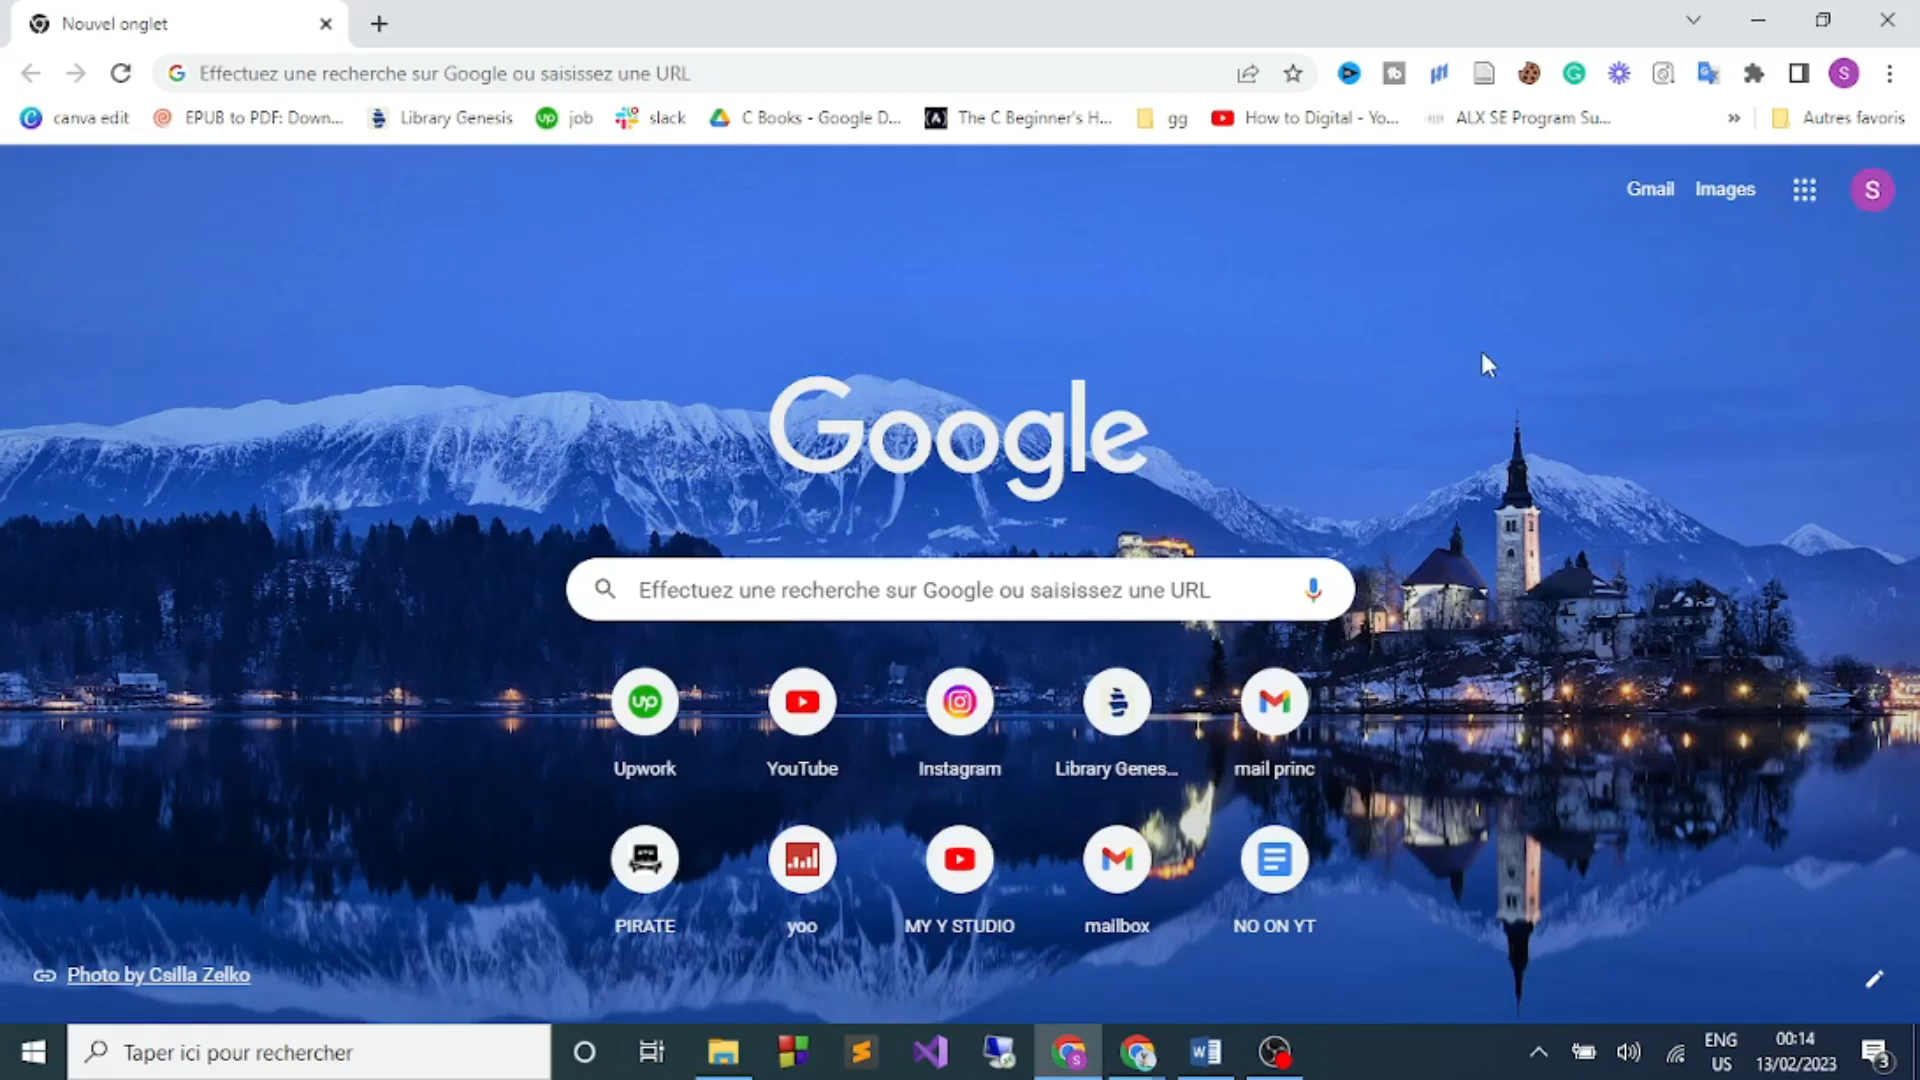 Nouvel onglet
Effectuez une recherche sur Google ou saisissez une URL
S
canva edit
EPUB to PDF: Down...
Library Genesis
up job
slack
C Books - Google D...
The C Beginner's H...
gg
How to Digital - Yo...
ALX SE Program Su...
»
Autres favoris
Gmail
Images
S
Google
Effectuez une recherche sur Google ou saisissez une URL
up
Upwork
YouTube
Instagram
Library Genes...
mail princ
PIRATE
yoo
MY Y STUDIO
mailbox
NO ON YT
Photo by Csilla Zelko
Taper ici pour rechercher
ENG
US
00:14
13/02/2023
3